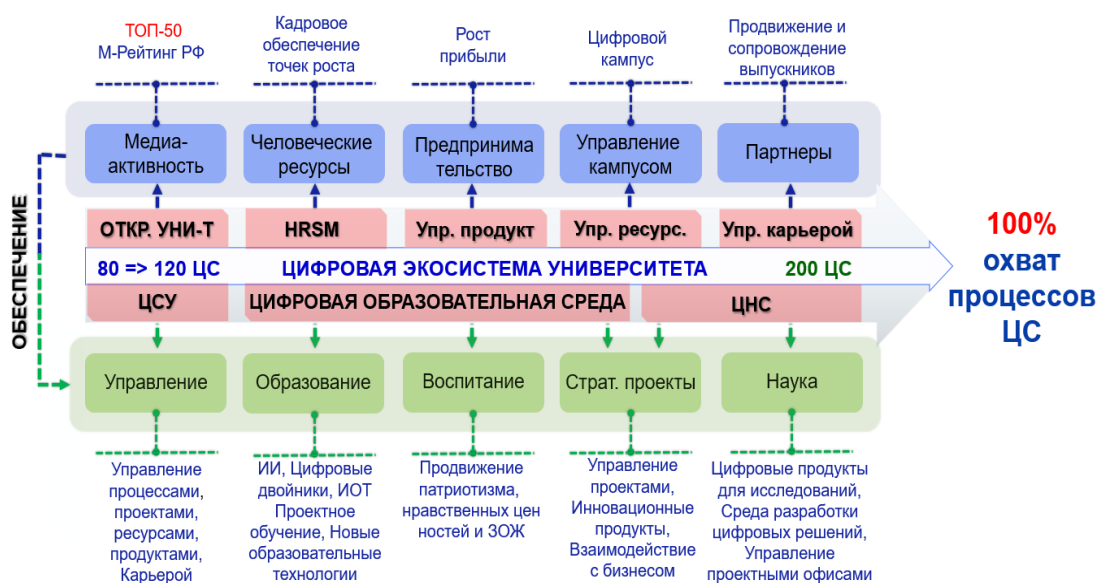 ТОП-50
М-Рейтинг РФ
Кадровое
обеспечение
точек роста
Рост
прибыли
Цифровой
кампус
Продвижение и
сопровождение
выпускников
Медиа-
активность
Человеческие
ресурсы
Предпринима
тельство
Управление
кампусом
Партнеры
ОБЕСПЕЧЕНИЕ
ОТКР. УНИ-Т
HRSM
Упр. продукт
Упр. ресурс.
Упр. карьерой
80 => 120 ЦС
ЦИФРОВАЯ ЭКОСИСТЕМА УНИВЕРСИТЕТА
200 ЦС
ЦСУ
ЦИФРОВАЯ ОБРАЗОВАТЕЛЬНАЯ СРЕДА
ЦНС
100%
охват
процессов
ЦС
Управление
Образование
Воспитание
Страт. проекты
Наука
Управление
процессами,
проектами,
ресурсами,
продуктами,
Карьерой
ИИ, Цифровые
двойники, ИОТ
Проектное
обучение, Новые
образовательные
технологии
Продвижение
патриотизма,
нравственных цен
ностей и ЗОЖ
Управление
проектами,
Инновационные
продукты,
Взаимодействие
с бизнесом
Цифровые продукты
для исследований,
Среда разработки
цифровых решений,
Управление
проектными офисами